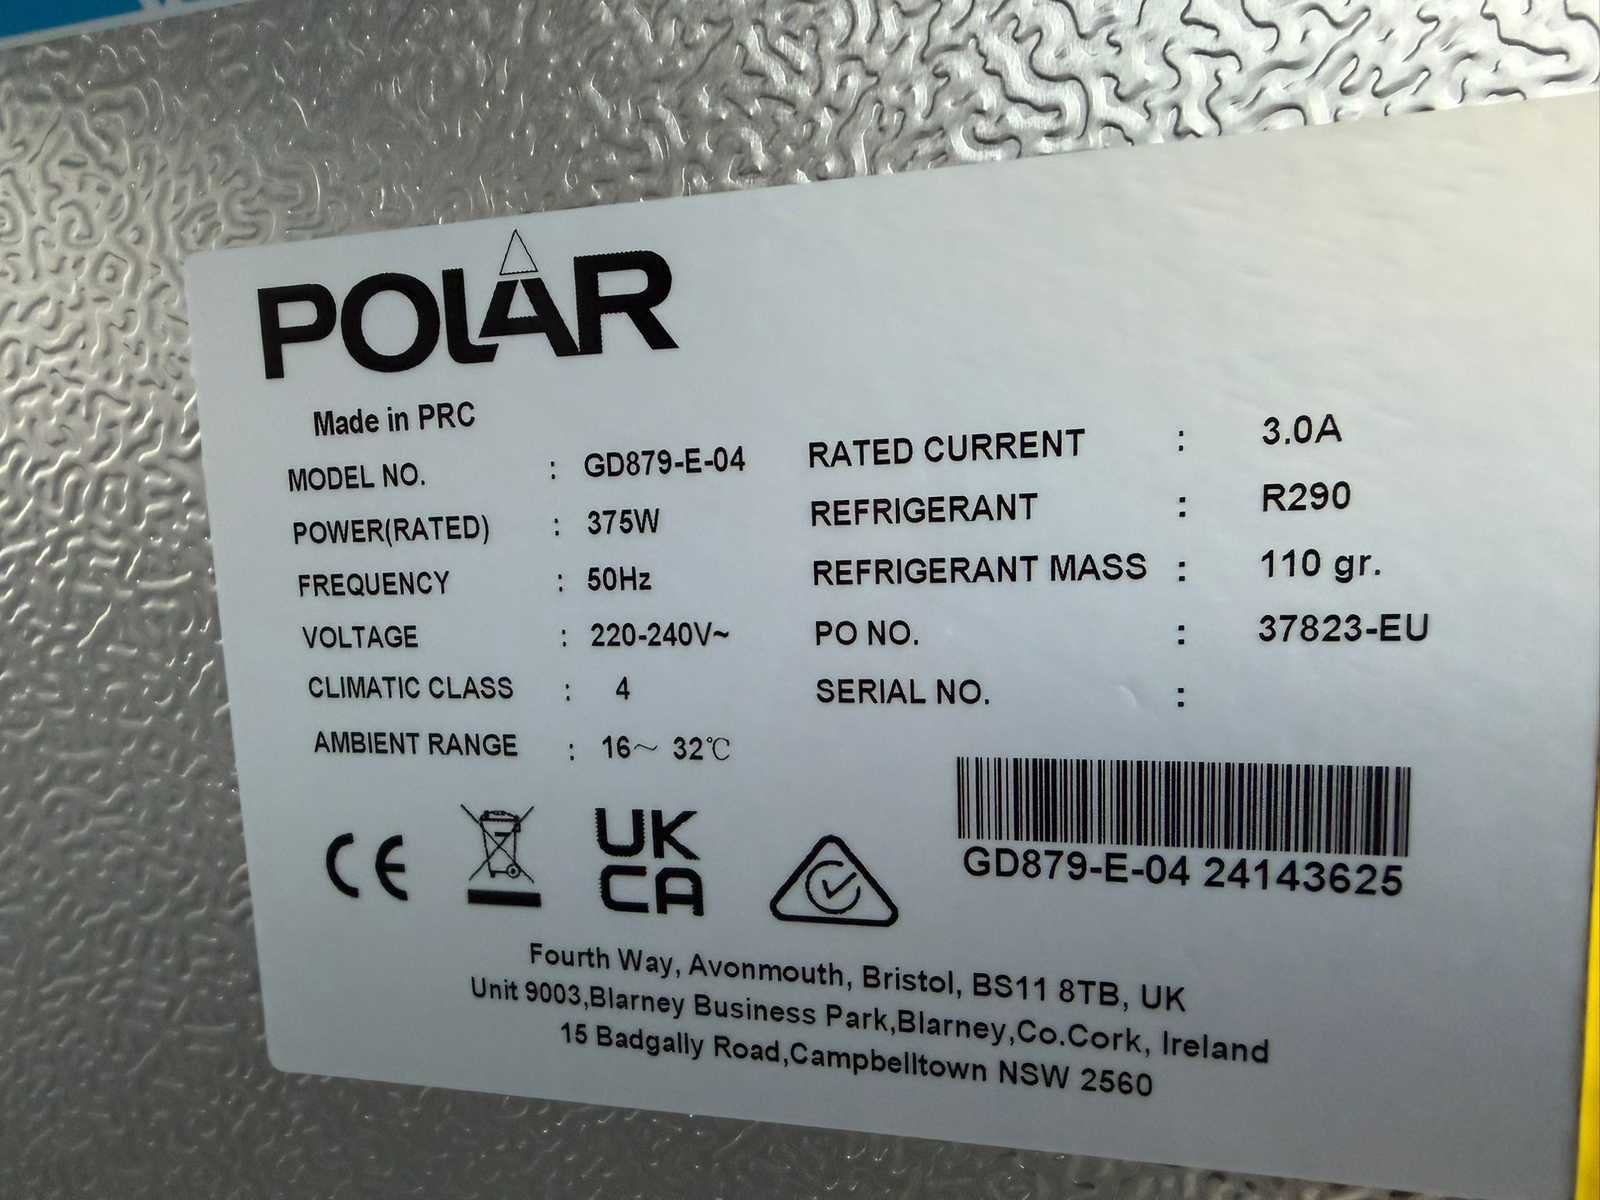 POLAR
Made in PRC
MODEL NO. : GD879-E-04
POWER(RATED) : 375W
FREQUENCY : 50Hz
VOLTAGE : 220-240V~
CLIMATIC CLASS : 4
AMBIENT RANGE : 16～ 32℃
RATED CURRENT : 3.0A
REFRIGERANT : R290
REFRIGERANT MASS : 110 gr.
PO NO. : 37823-EU
SERIAL NO. :
GD879-E-04 24143625
CE
UK
CA
Fourth Way, Avonmouth, Bristol, BS11 8TB, UK
Unit 9003,Blarney Business Park,Blarney,Co.Cork, Ireland
15 Badgally Road,Campbelltown NSW 2560